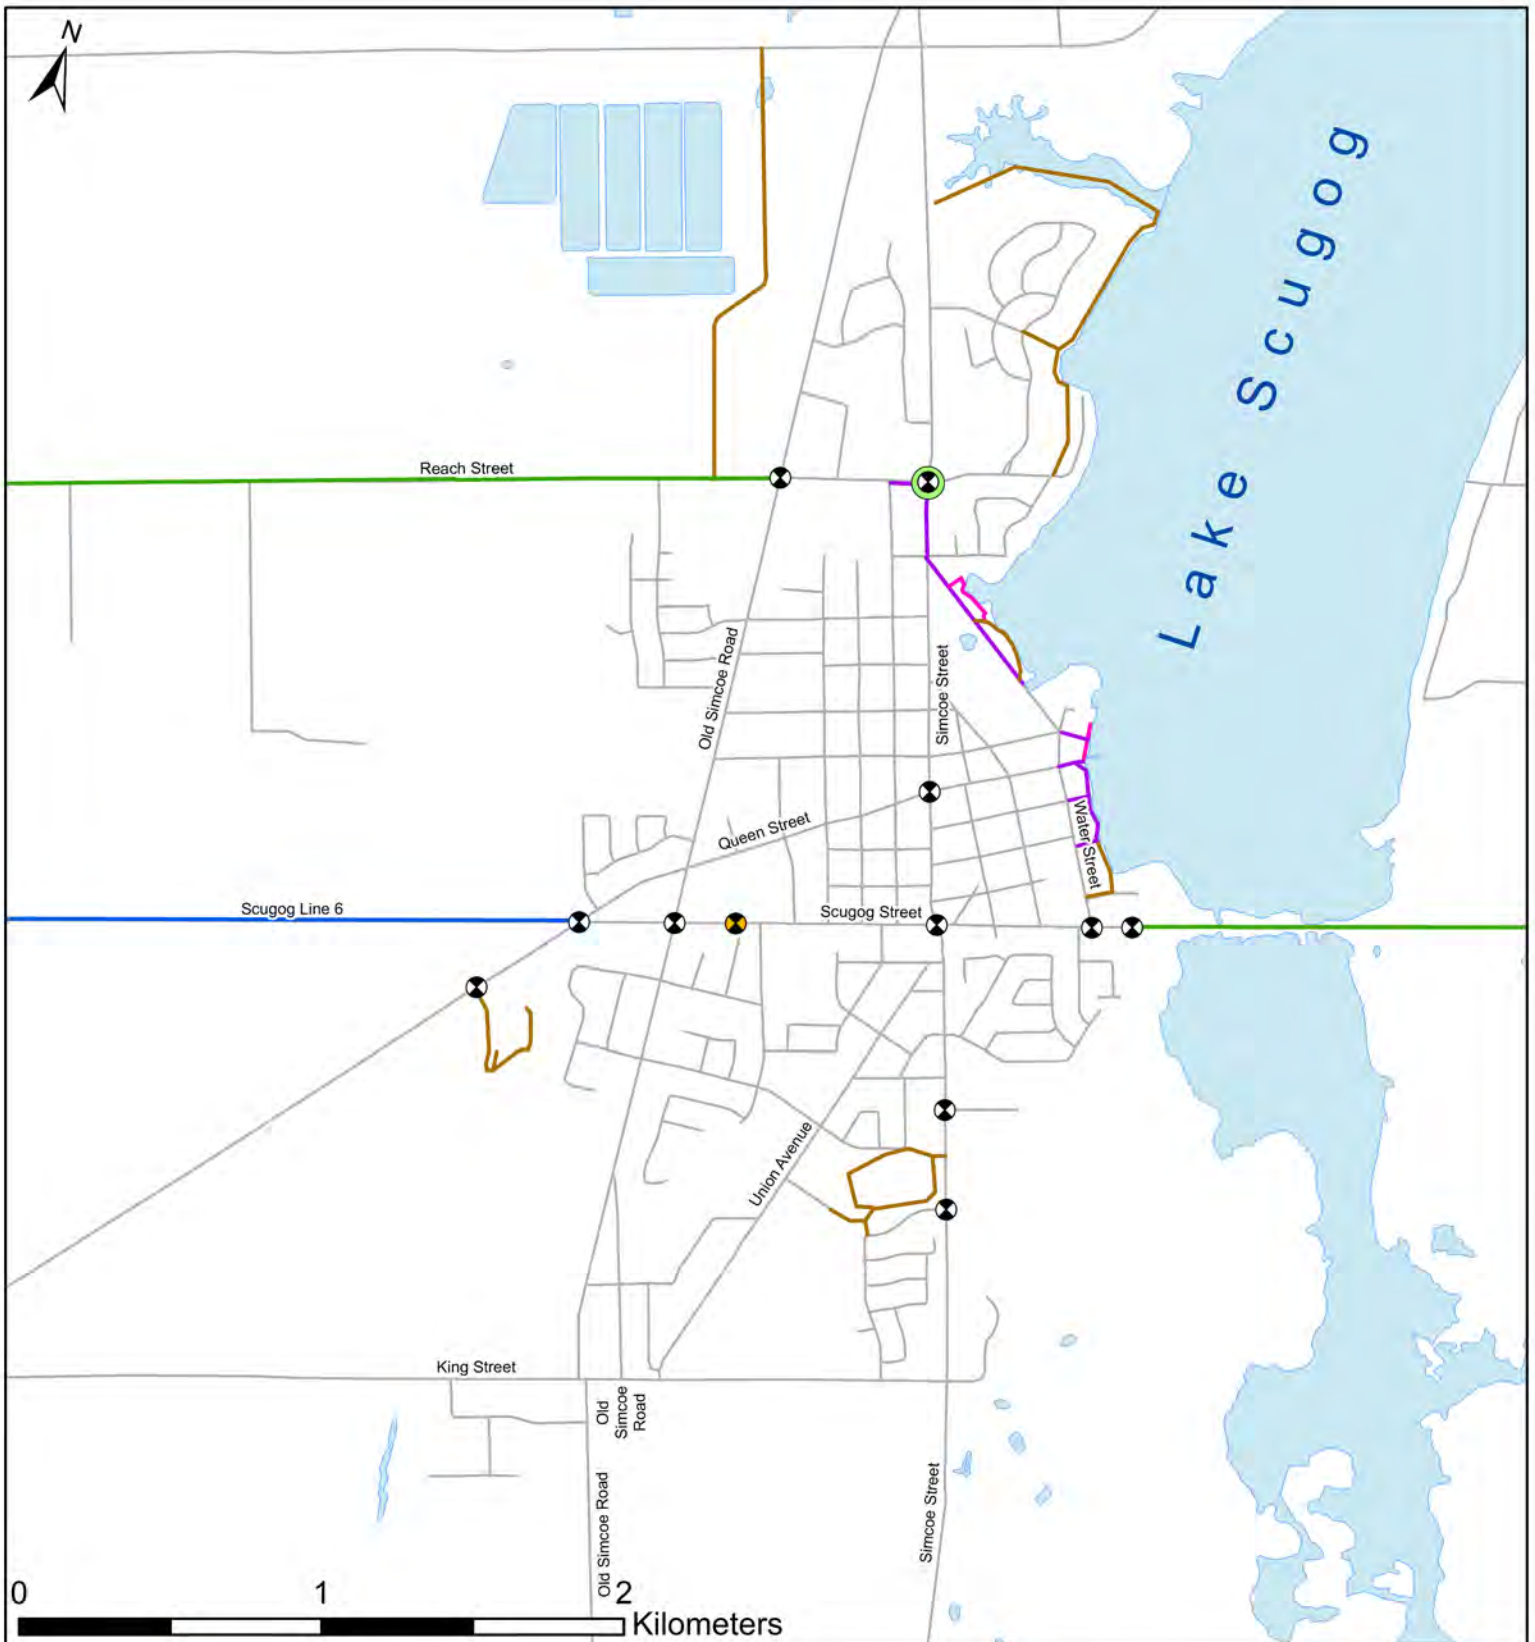 N
Lake Scugog
Reach Street
Old Simcoe Road
Simcoe Street
Queen Street
Water Street
Scugog Line 6
Scugog Street
Union Avenue
King Street
Old
Simcoe
Road
Old Simcoe Road
Simcoe Street
0 1 2
Kilometers